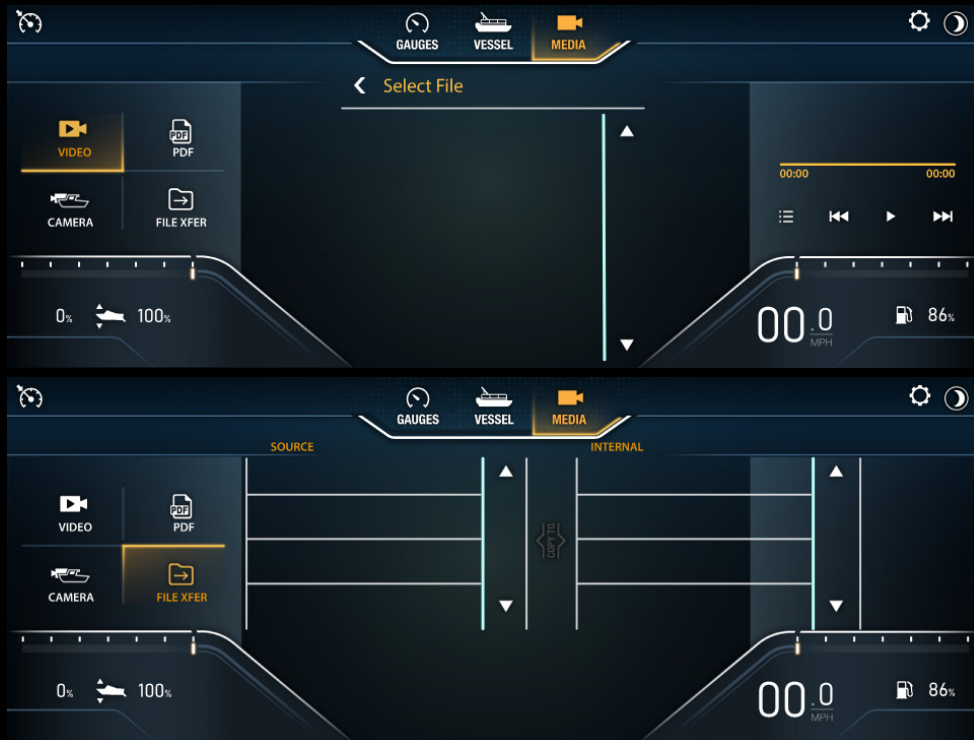 GAUGES VESSEL MEDIA
Select File
VIDEO PDF
PDF
00:00 00:00
CAMERA FILE XFER
0% 100%
00.0 86%
MPH
GAUGES VESSEL MEDIA
SOURCE INTERNAL
PDF
VIDEO PDF
COPY TO
CAMERA FILE XFER
0% 100%
00.0 86%
MPH